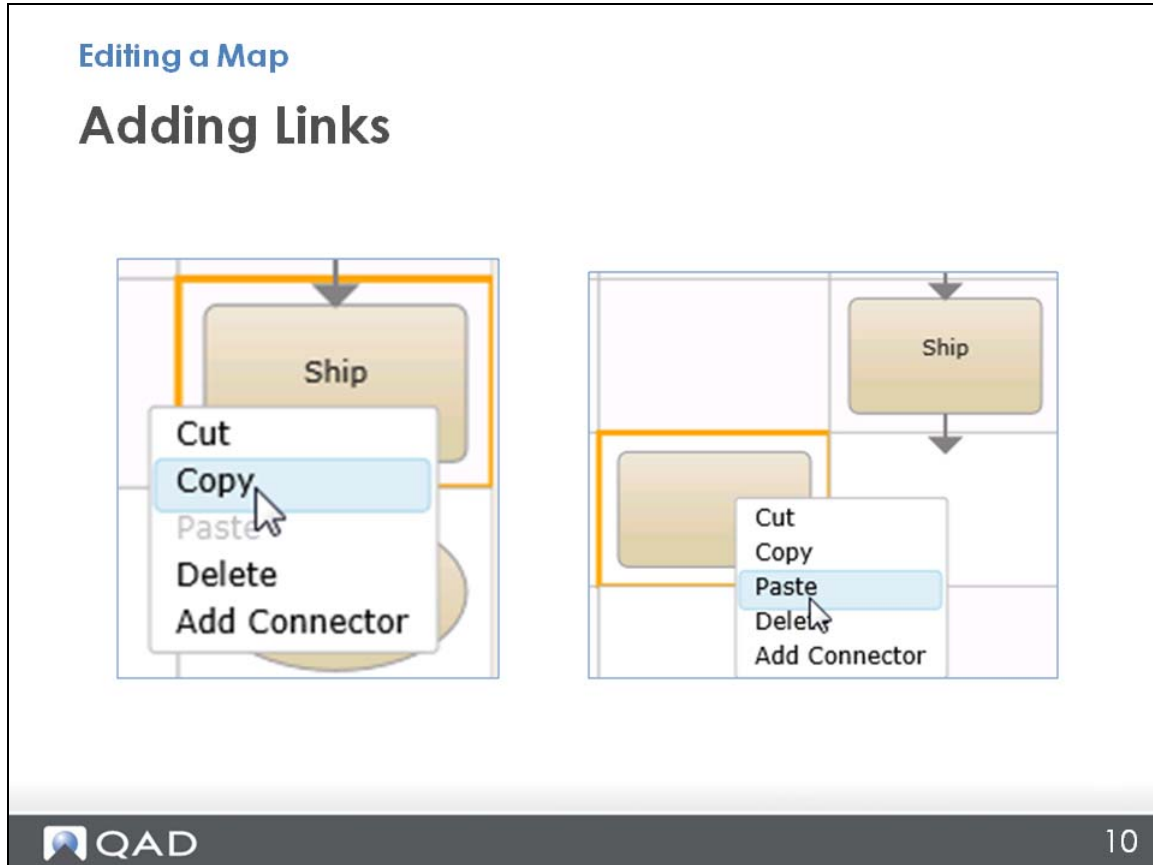 Editing a Map
Adding Links
Ship
Cut
Copy
Paste
Delete
Add Connector
Ship
Cut
Copy
Paste
Delete
Add Connector
QAD
10